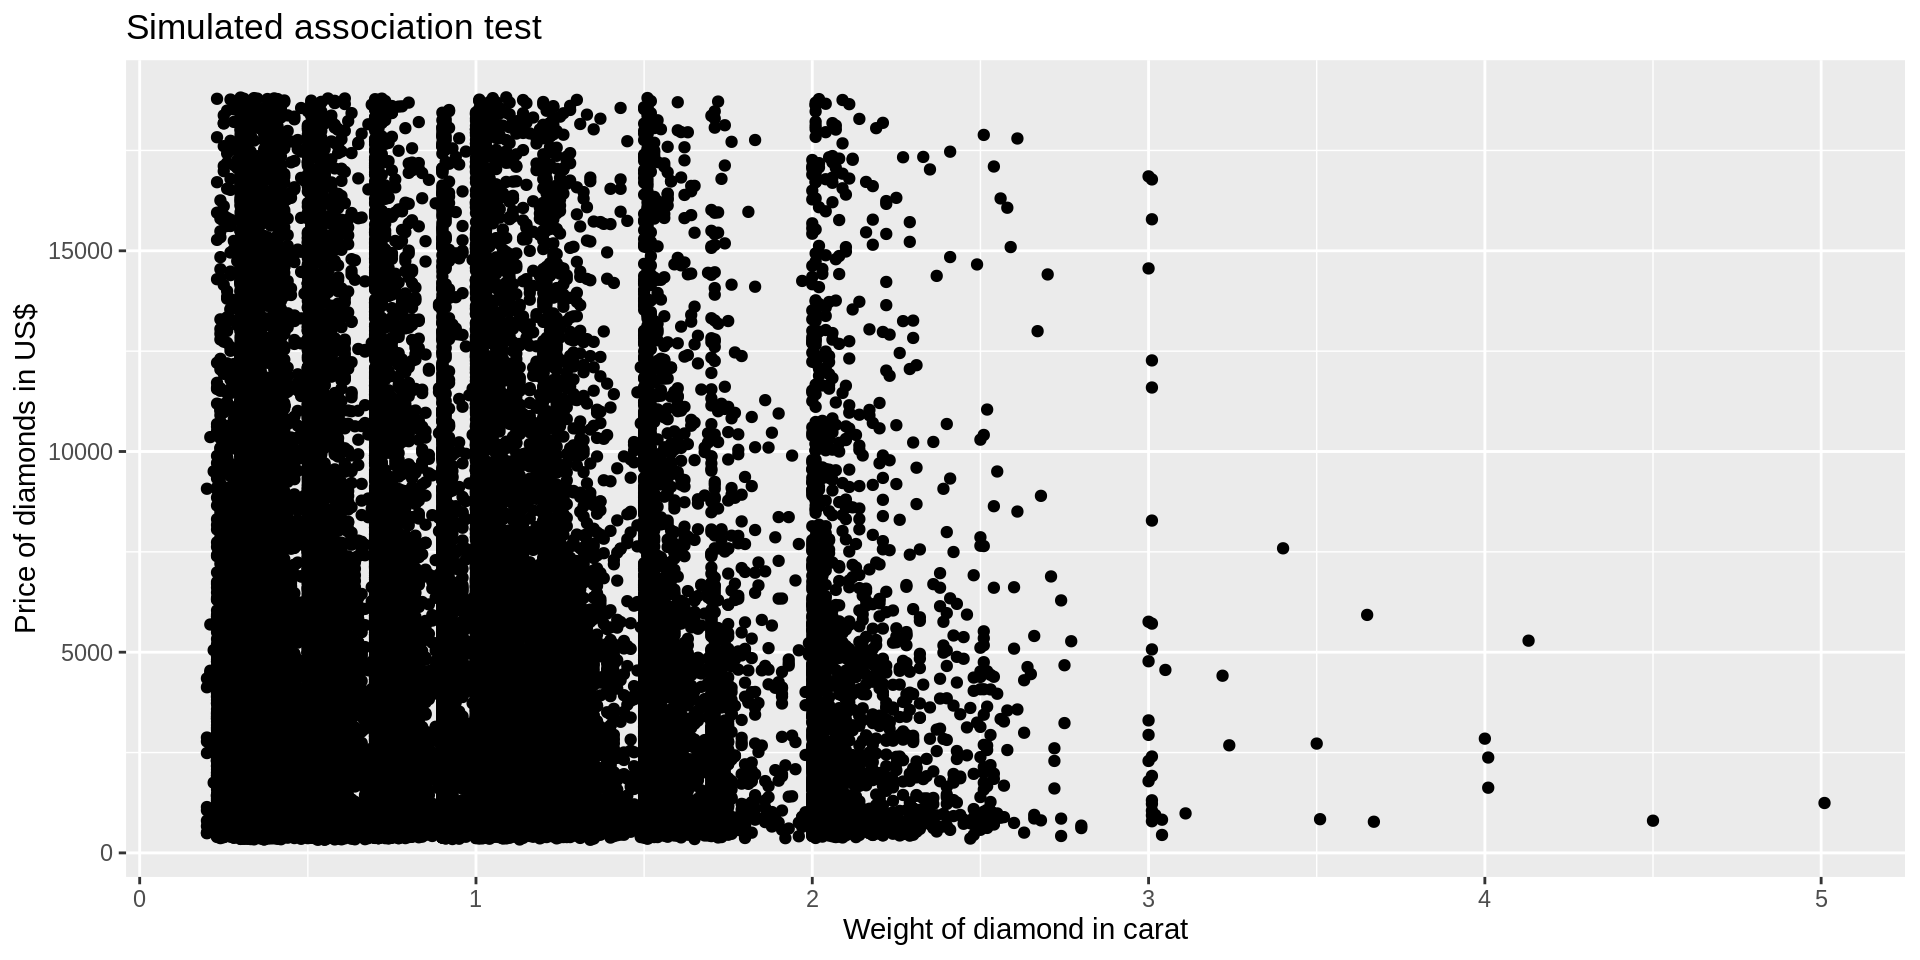 Simulated association test
Price of diamonds in US$
15000
10000
5000
0
0 1 2 3 4 5
Weight of diamond in carat